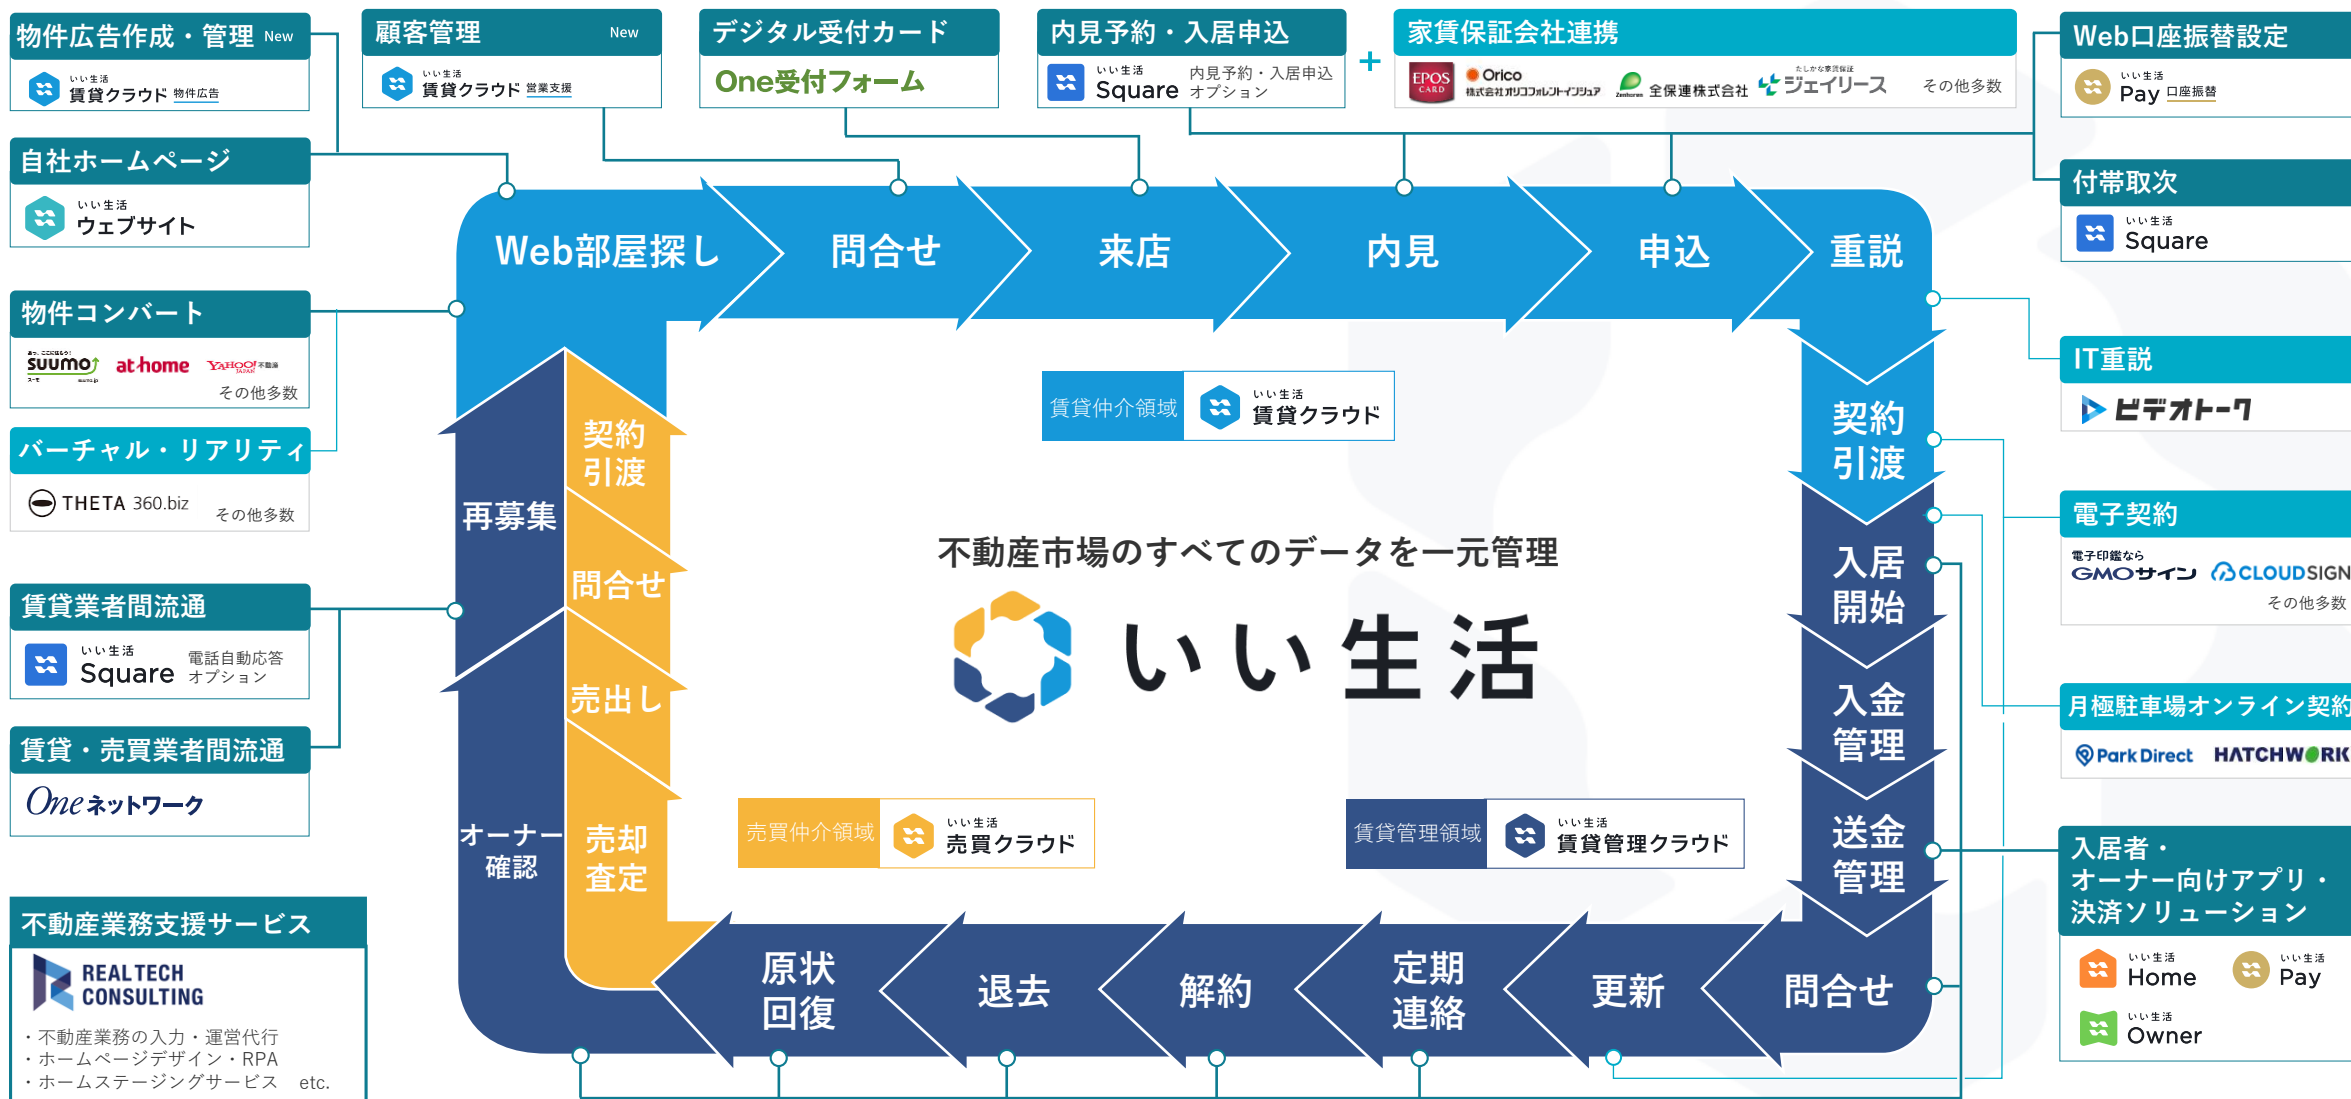 物件広告作成・管理 New
いい生活
賃貸クラウド 物件広告
顧客管理 New
いい生活
賃貸クラウド 営業支援
デジタル受付カード
One受付フォーム
内見予約・入居申込
いい生活
Square 内見予約・入居申込
オプション
+
家賃保証会社連携
EPOS
CARD
Orico
株式会社オリコフォレントインシュア
Zenhoren 全保連株式会社
たしかな家賃保証
ジェイリース
その他多数
Web口座振替設定
いい生活
Pay 口座振替
自社ホームページ
いい生活
ウェブサイト
付帯取次
いい生活
Square
Web部屋探し
問合せ
来店
内見
申込
重説
物件コンバート
あっ、ここにほんち!
SUUMO
スーモ suumo.jp
at home
YAHOO! 不動産
JAPAN
その他多数
バーチャル・リアリティ
THETA 360.biz
その他多数
IT重説
ビデオトーク
賃貸仲介領域
いい生活
賃貸クラウド
契約
引渡
契約
引渡
再募集
問合せ
売出し
オーナー
確認
売却
査定
不動産市場のすべてのデータを一元管理
いい生活
入居
開始
入金
管理
送金
管理
電子契約
電子印鑑なら
GMOサイン
CLOUDSIGN
その他多数
賃貸業者間流通
いい生活
Square 電話自動応答
オプション
賃貸・売買業者間流通
Oneネットワーク
月極駐車場オンライン契約
Park Direct
HATCHWORK
売買仲介領域
いい生活
売買クラウド
賃貸管理領域
いい生活
賃貸管理クラウド
入居者・
オーナー向けアプリ・
決済ソリューション
いい生活
Home
いい生活
Pay
いい生活
Owner
不動産業務支援サービス
REALTECH
CONSULTING
・不動産業務の入力・運営代行
・ホームページデザイン・RPA
・ホームステージングサービス etc.
原状
回復
退去
解約
定期
連絡
更新
問合せ